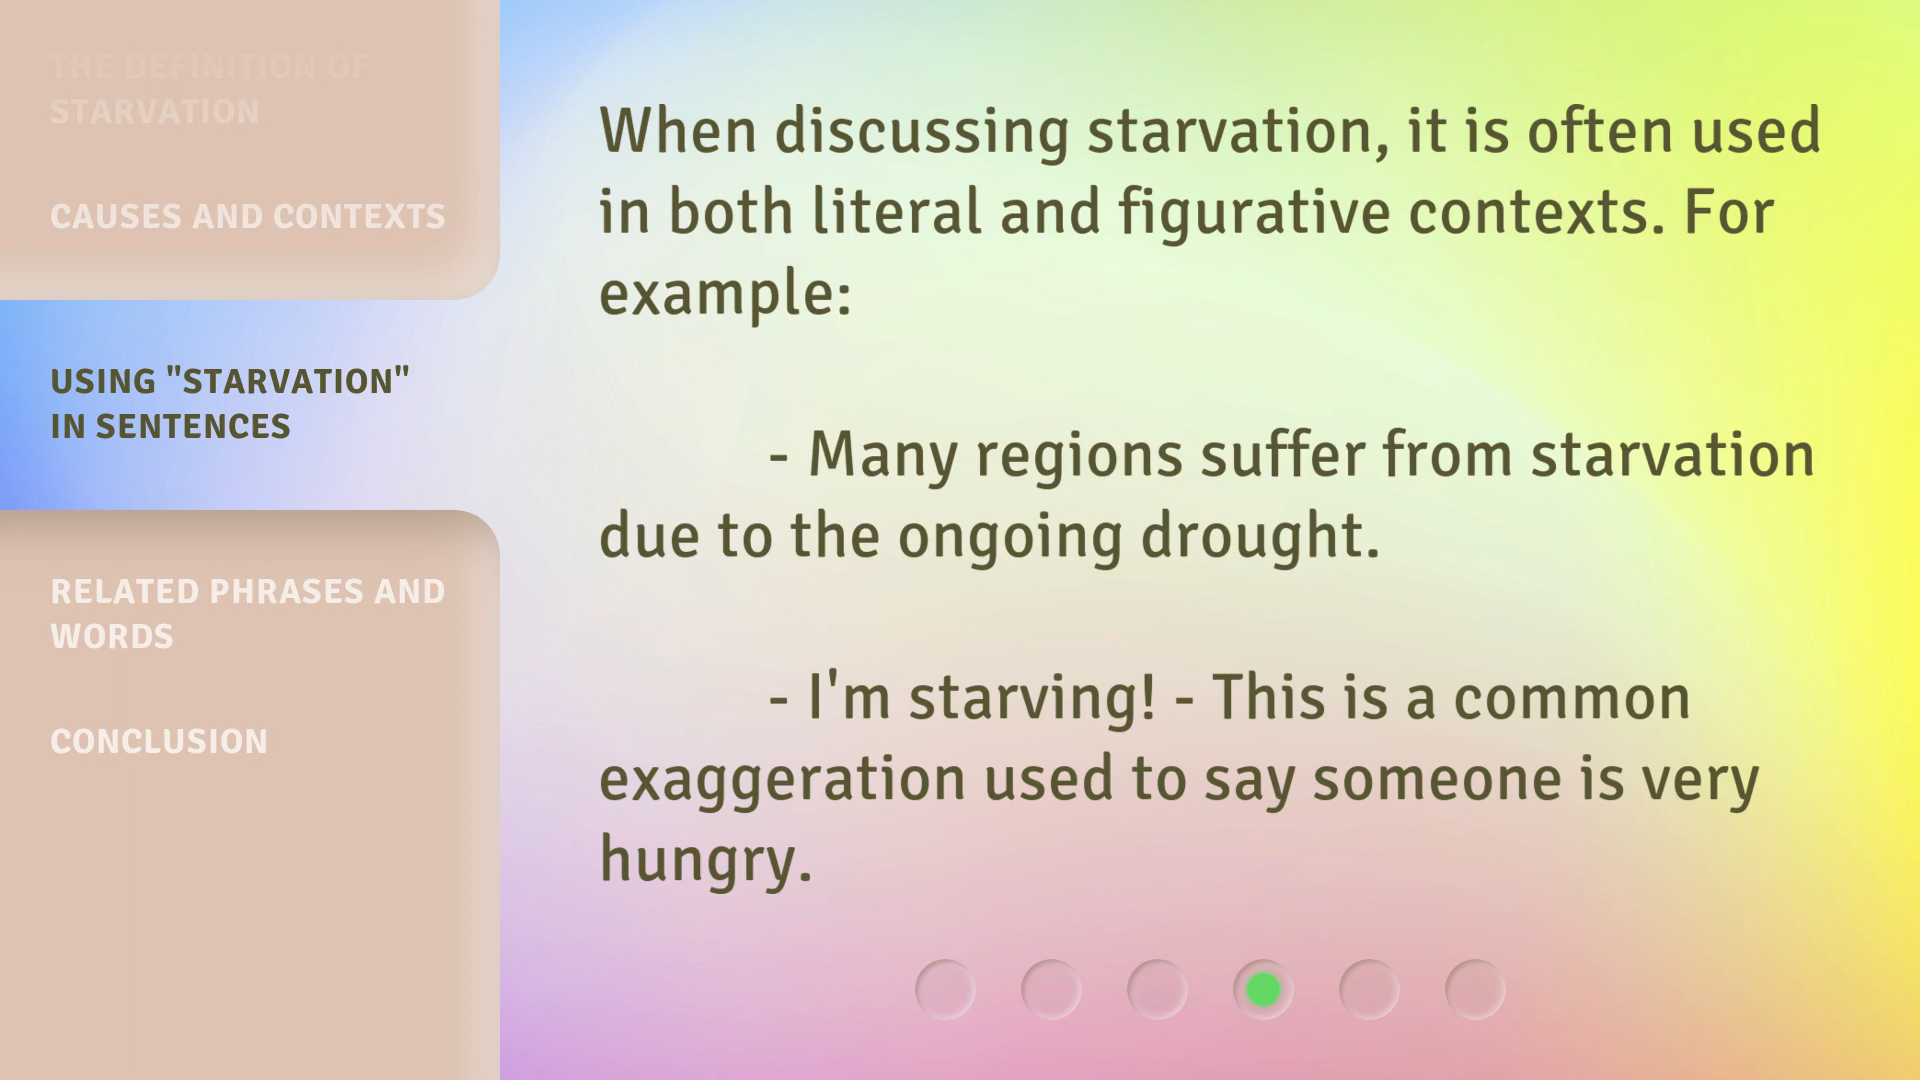 THE DEFINITION OF
STARVATION
CAUSES AND CONTEXTS
USING "STARVATION"
IN SENTENCES
RELATED PHRASES AND
WORDS
CONCLUSION
When discussing starvation, it is often used
in both literal and figurative contexts. For
example:
- Many regions suffer from starvation
due to the ongoing drought.
- I'm starving! - This is a common
exaggeration used to say someone is very
hungry.